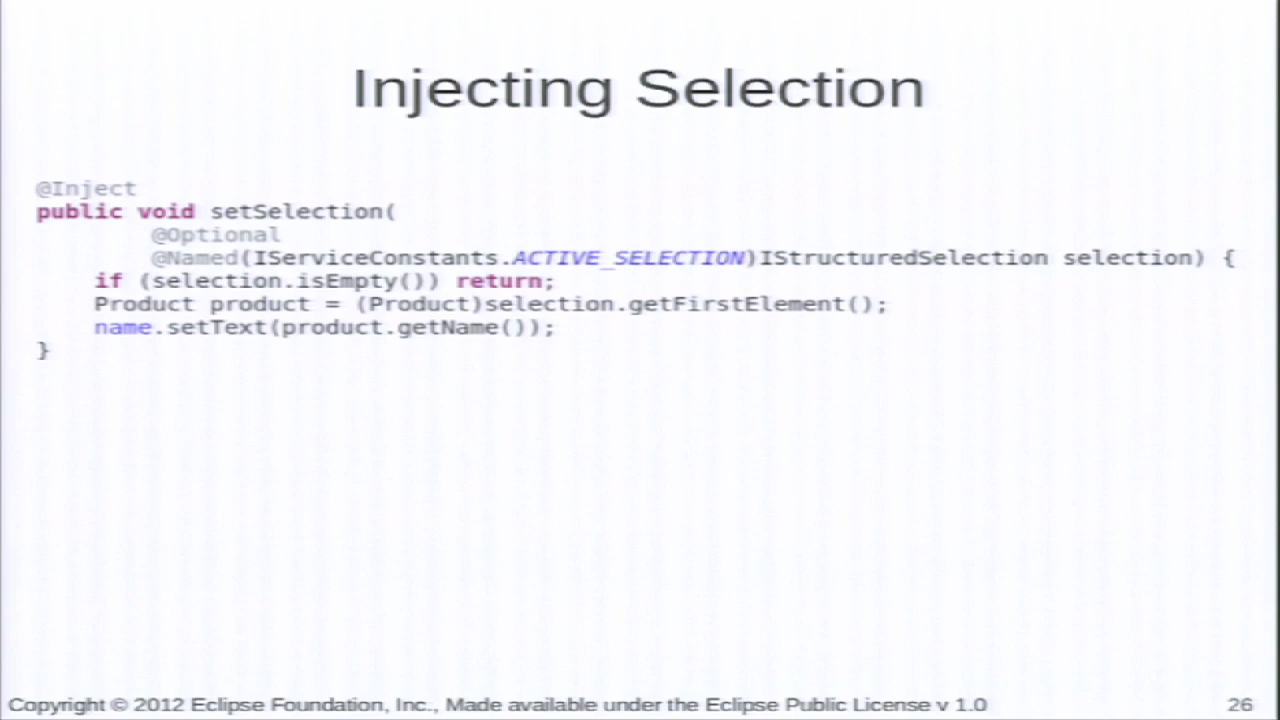 Injecting Selection
@Inject
public void setSelection(
        @Optional
        @Named(IServiceConstants.ACTIVE_SELECTION)IStructuredSelection selection) {
    if (selection.isEmpty()) return;
    Product product = (Product)selection.getFirstElement();
    name.setText(product.getName());
}
Copyright © 2012 Eclipse Foundation, Inc., Made available under the Eclipse Public License v 1.0
26